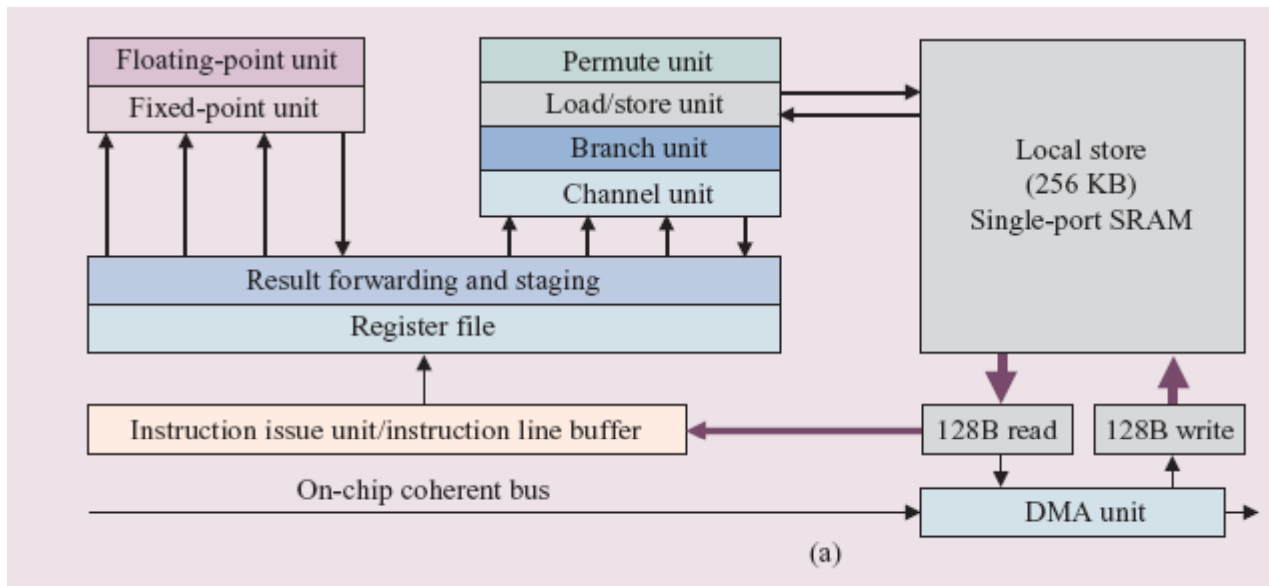 Floating-point unit
Fixed-point unit
Permute unit
Load/store unit
Branch unit
Channel unit
Local store
(256 KB)
Single-port SRAM
Result forwarding and staging
Register file
Instruction issue unit/instruction line buffer
128B read
128B write
On-chip coherent bus
DMA unit
(a)